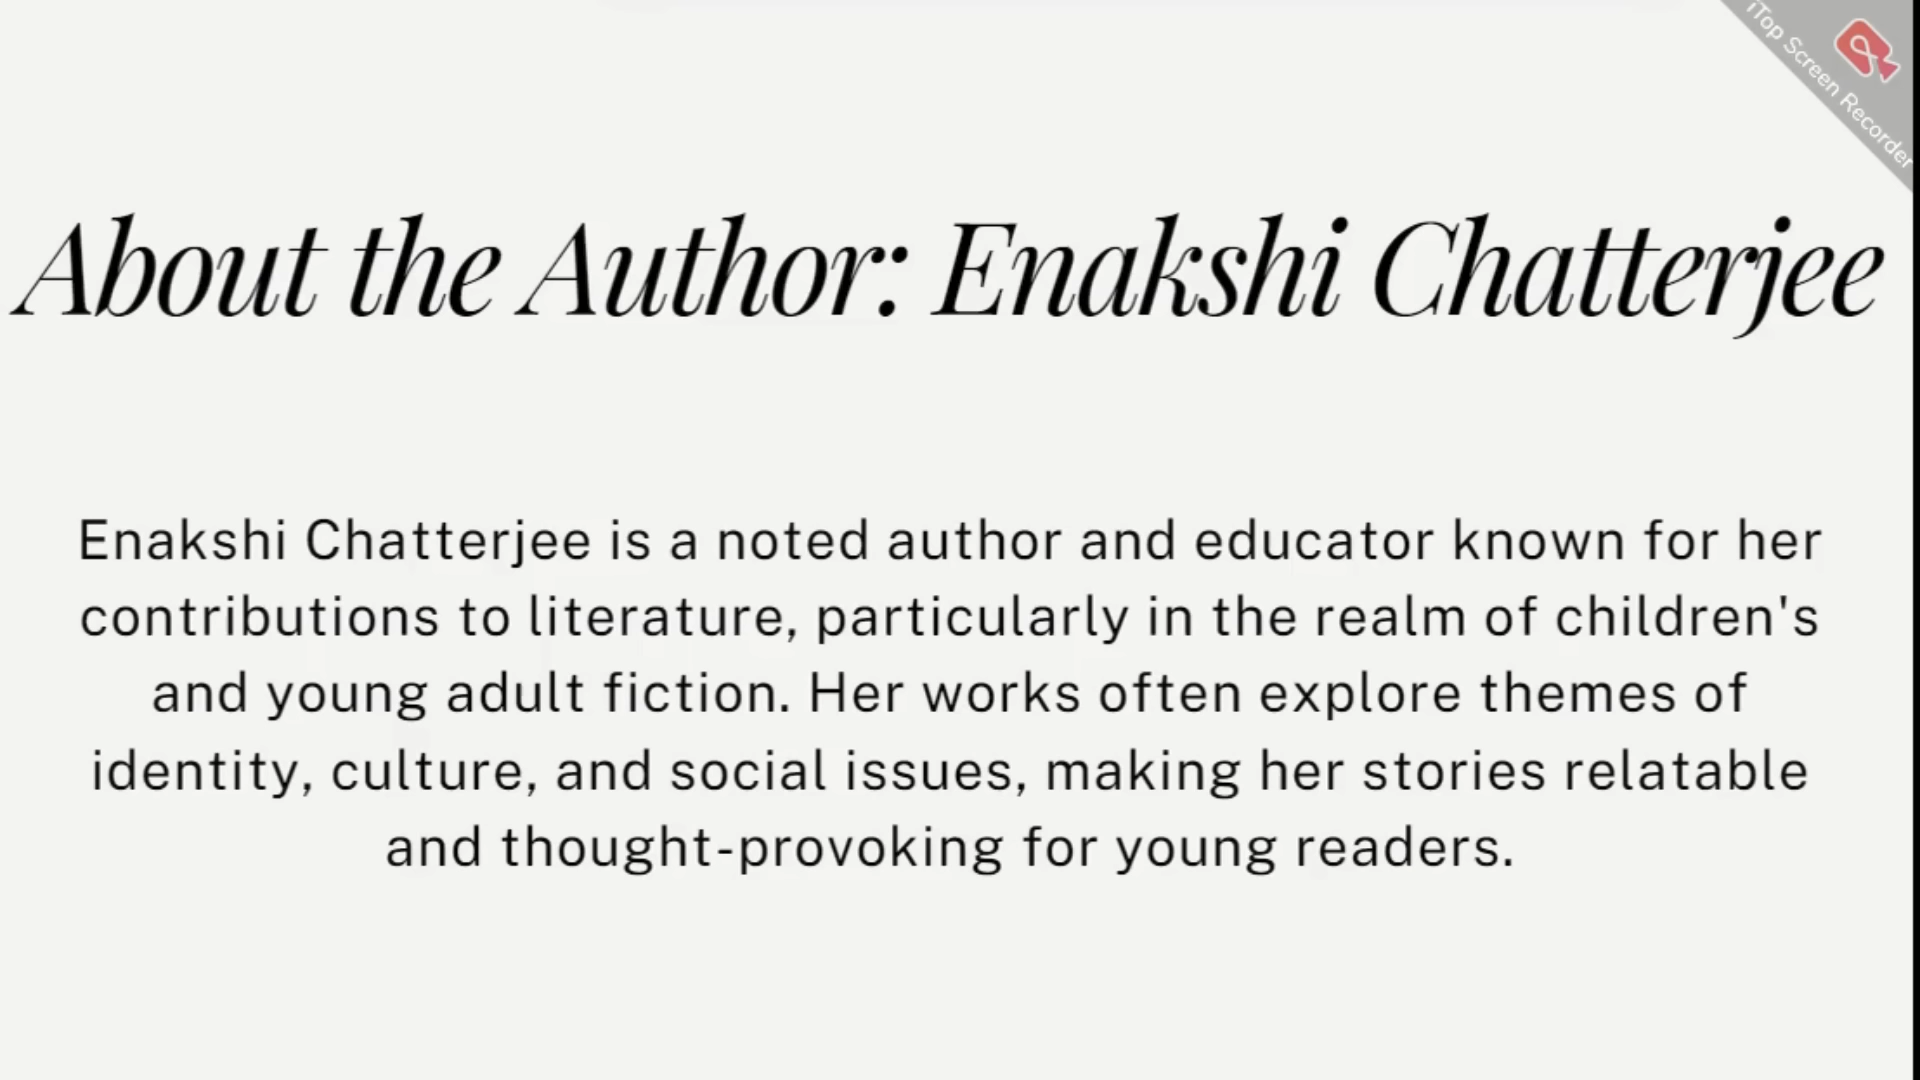 iTop Screen Recorder
About the Author: Enakshi Chatterjee
Enakshi Chatterjee is a noted author and educator known for her
contributions to literature, particularly in the realm of children's
and young adult fiction. Her works often explore themes of
identity, culture, and social issues, making her stories relatable
and thought-provoking for young readers.